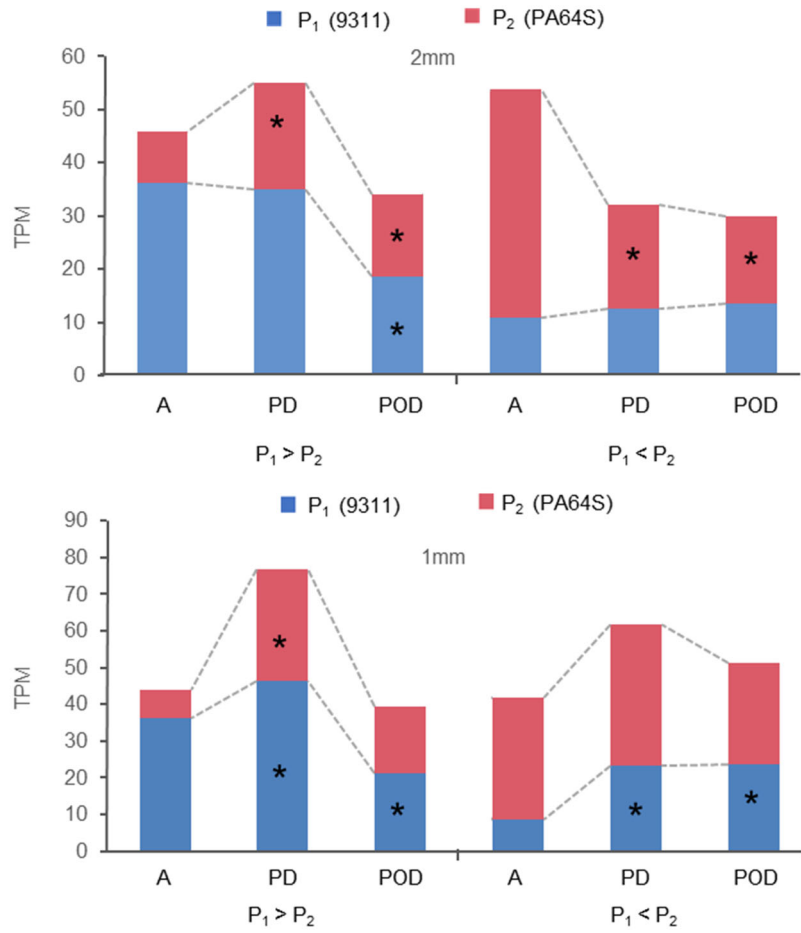 P₁ (9311) P₂ (PA64S)
2mm
60
50
40
30
20
10
0
TPM
* * * * *
A PD POD A PD POD
P₁ > P₂ P₁ < P₂
P₁ (9311) P₂ (PA64S)
1mm
90
80
70
60
50
40
30
20
10
0
TPM
* * * * *
A PD POD A PD POD
P₁ > P₂ P₁ < P₂